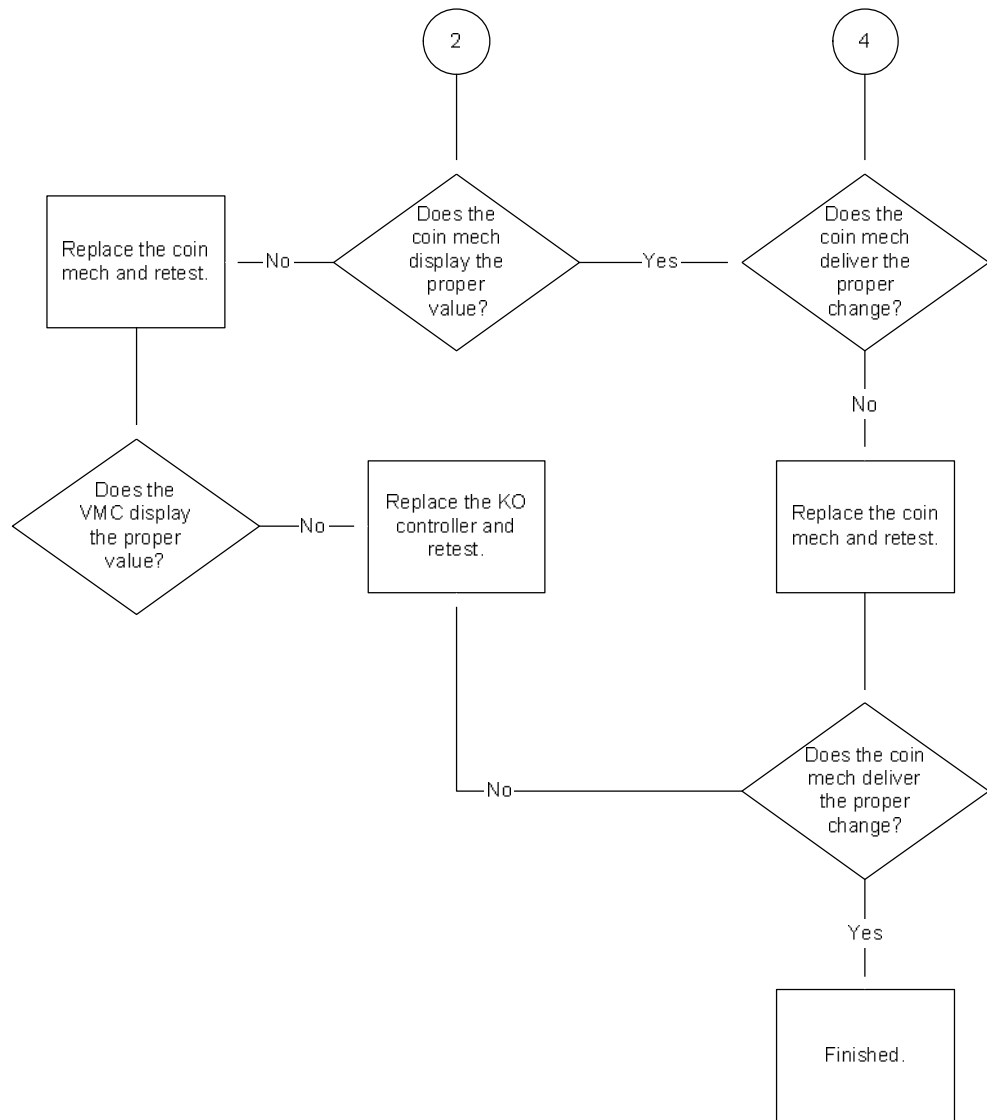 2
4
Does the
coin mech
display the
proper
value?
Does the
coin mech
deliver the
proper
change?
Replace the coin
mech and retest.
No
Yes
No
Does the
VMC display
the proper
value?
No
Replace the KO
controller and
retest.
Replace the coin
mech and retest.
Does the coin
mech deliver
the proper
change?
No
Yes
Finished.